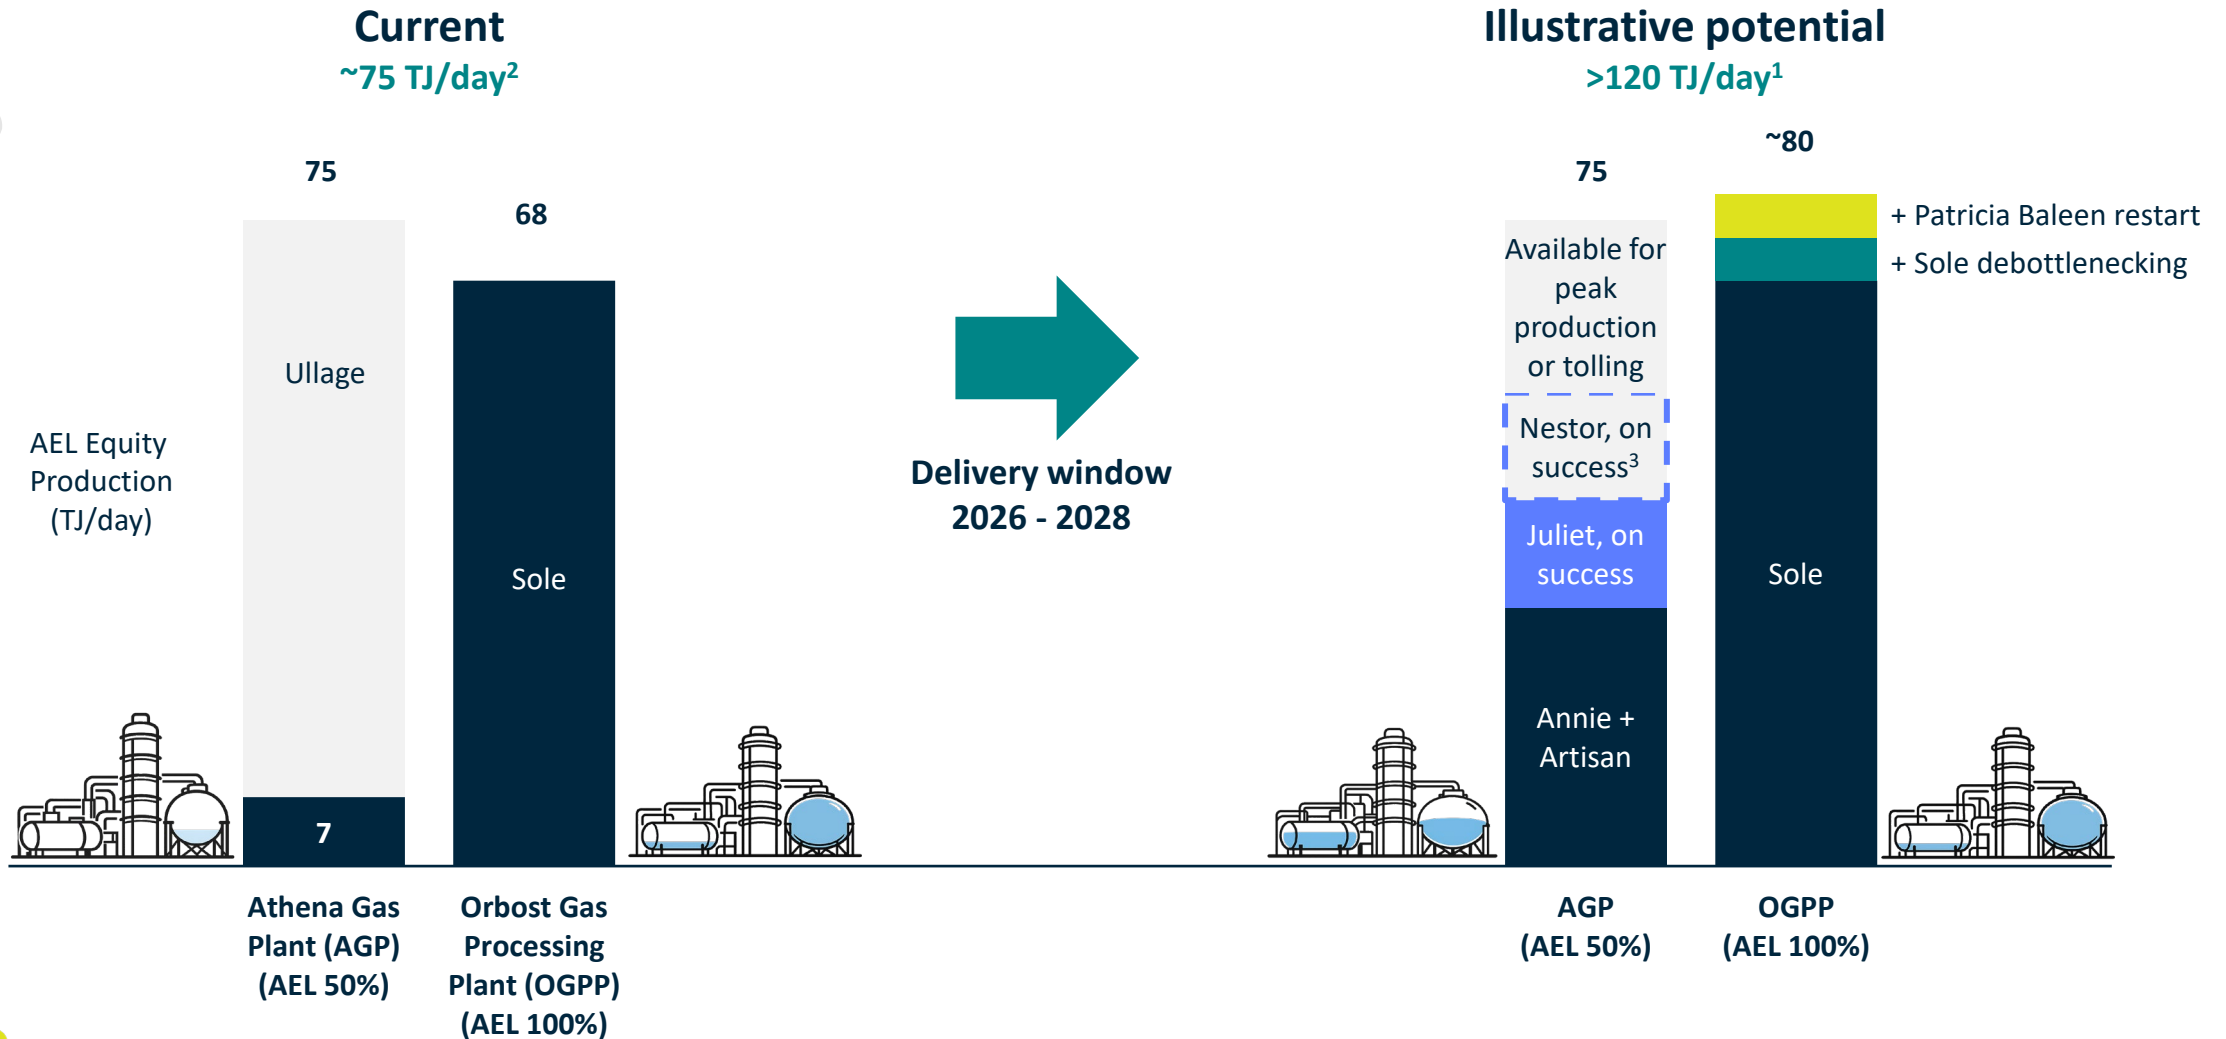 Current
~75 TJ/day²
Illustrative potential
>120 TJ/day¹
75
68
75
~80
Ullage
Sole
7
AEL Equity
Production
(TJ/day)
Delivery window
2026 - 2028
Available for
peak
production
or tolling
Nestor, on
success³
Juliet, on
success
Annie +
Artisan
+ Patricia Baleen restart
+ Sole debottlenecking
Sole
Athena Gas
Plant (AGP)
(AEL 50%)
Orbost Gas
Processing
Plant (OGPP)
(AEL 100%)
AGP
(AEL 50%)
OGPP
(AEL 100%)